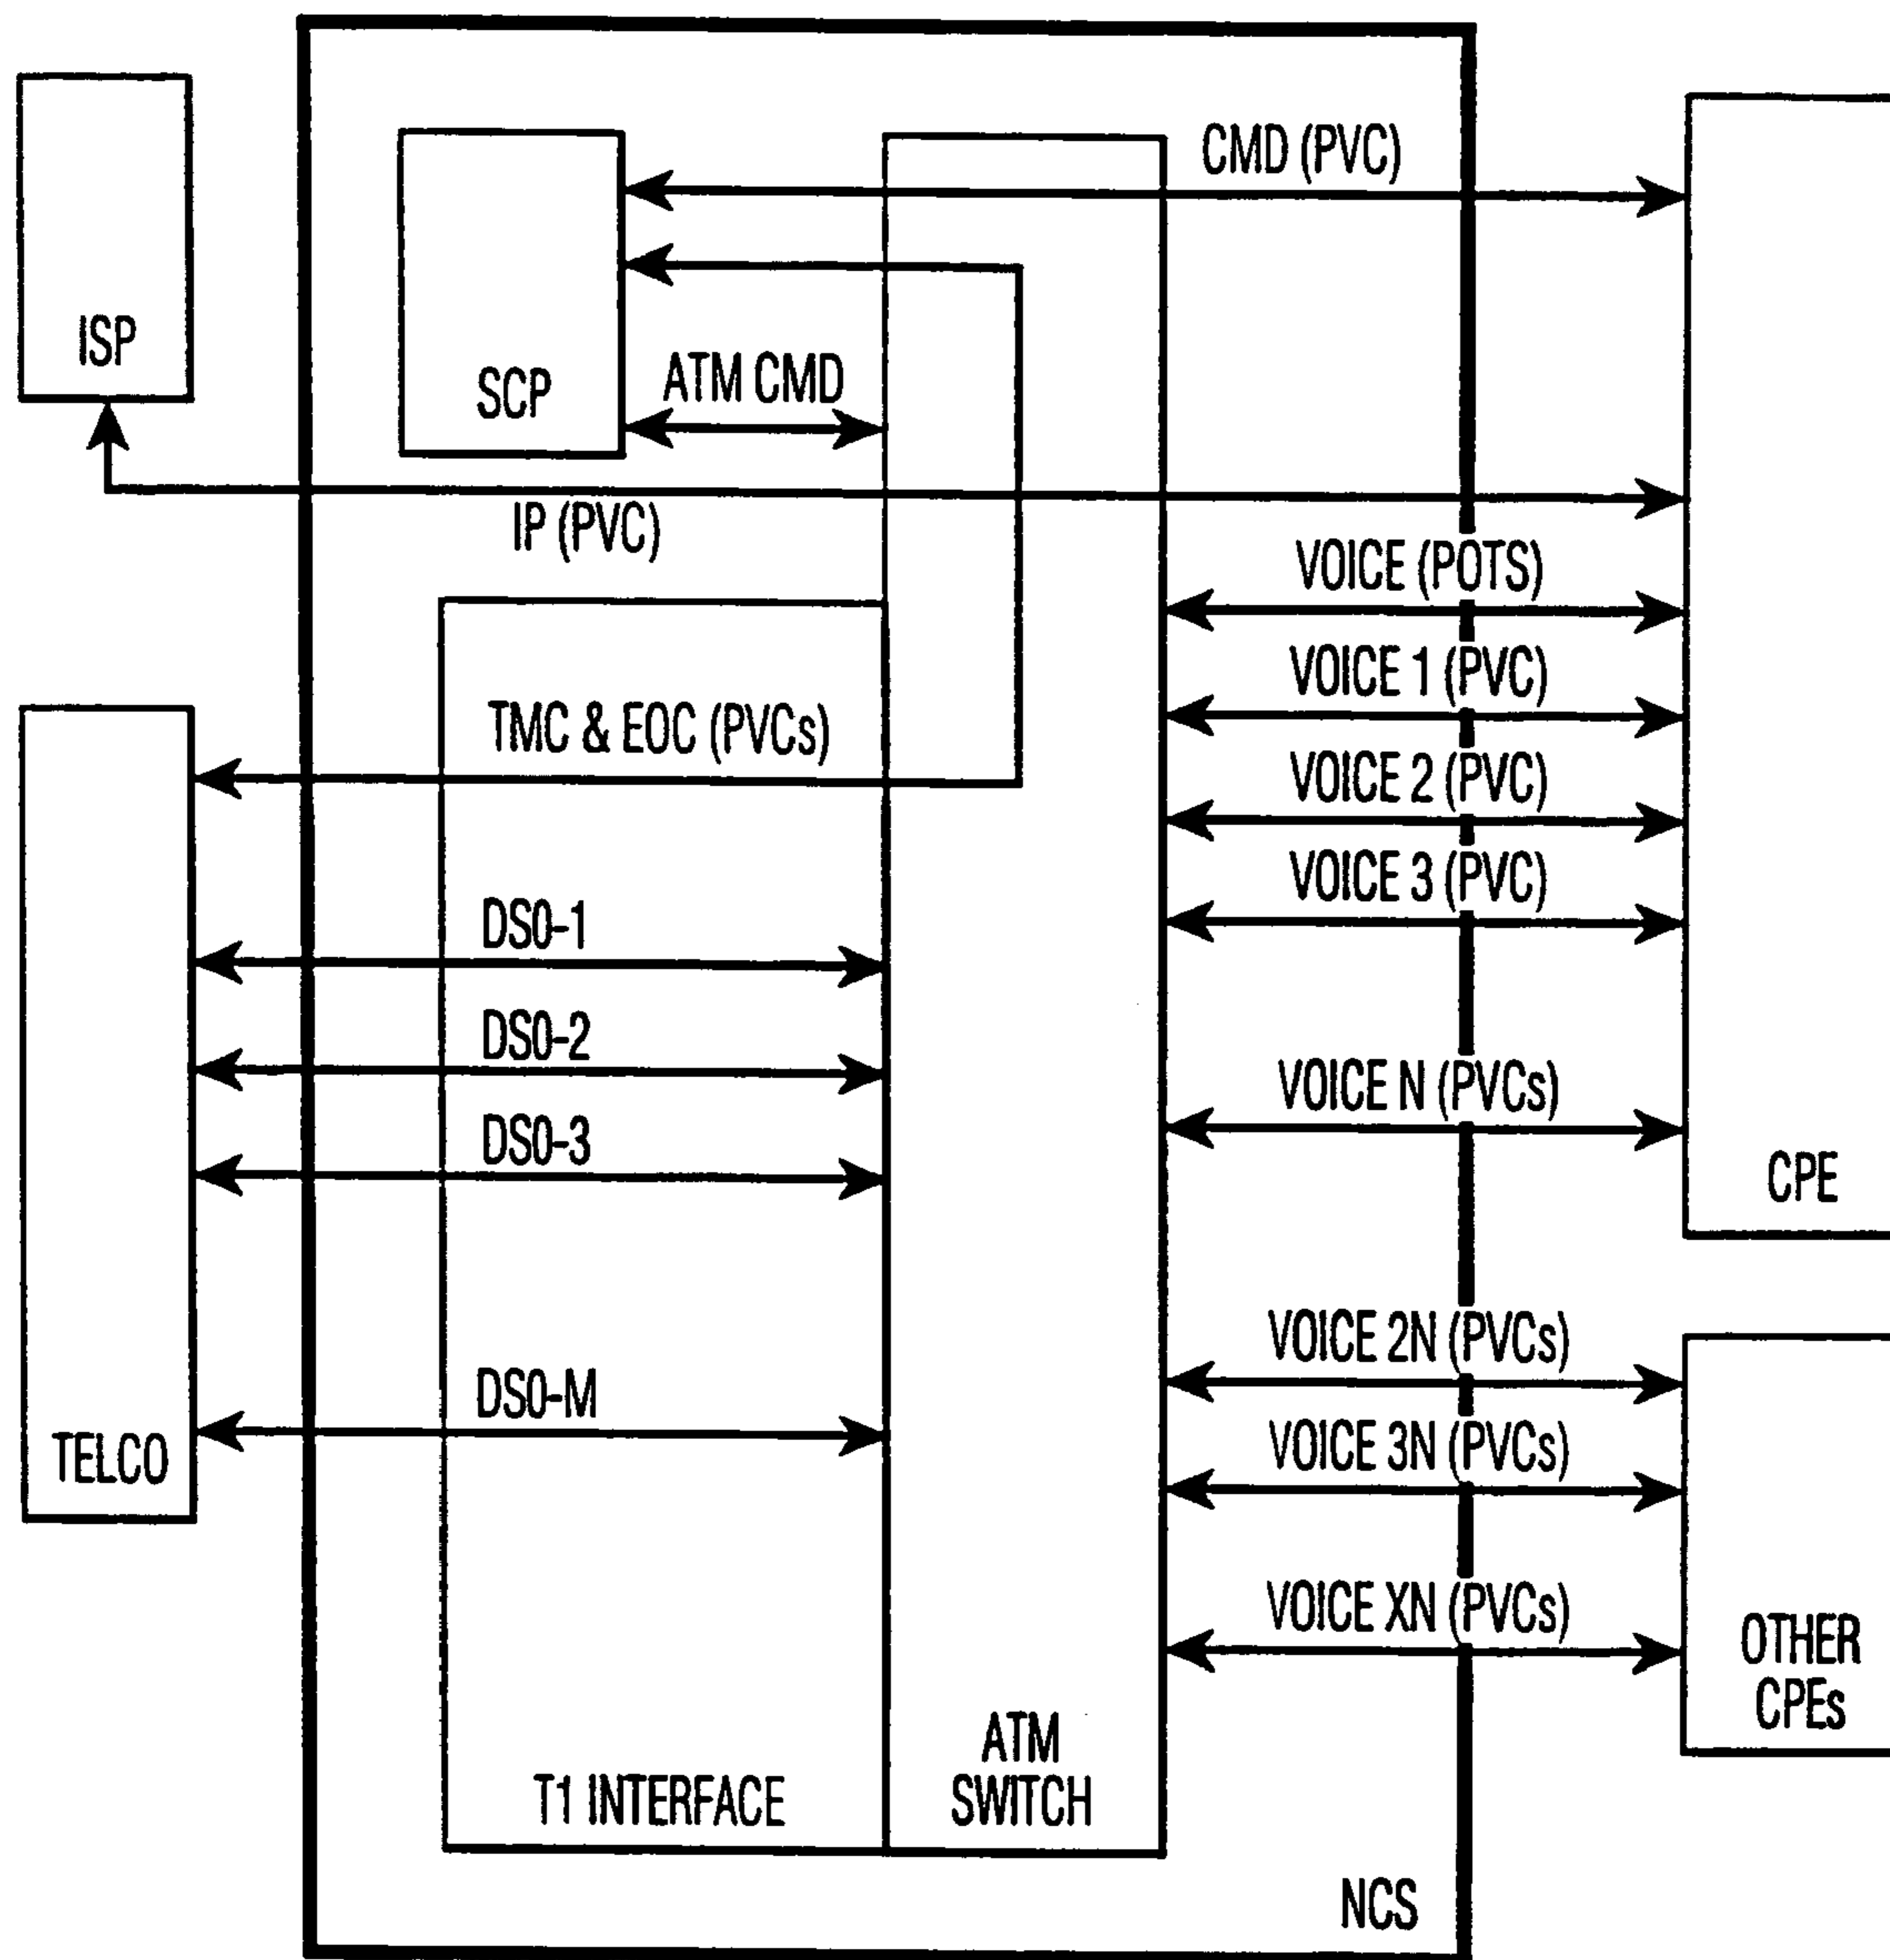 CMD (PVC)
ISP
SCP
ATM CMD
IP (PVC)
VOICE (POTS)
VOICE 1 (PVC)
TMC & EOC (PVCs)
VOICE 2 (PVC)
VOICE 3 (PVC)
DS0-1
DS0-2
VOICE N (PVCs)
DS0-3
CPE
VOICE 2N (PVCs)
DS0-M
TELCO
VOICE 3N (PVCs)
VOICE XN (PVCs)
OTHER
CPEs
ATM
SWITCH
T1 INTERFACE
NCS